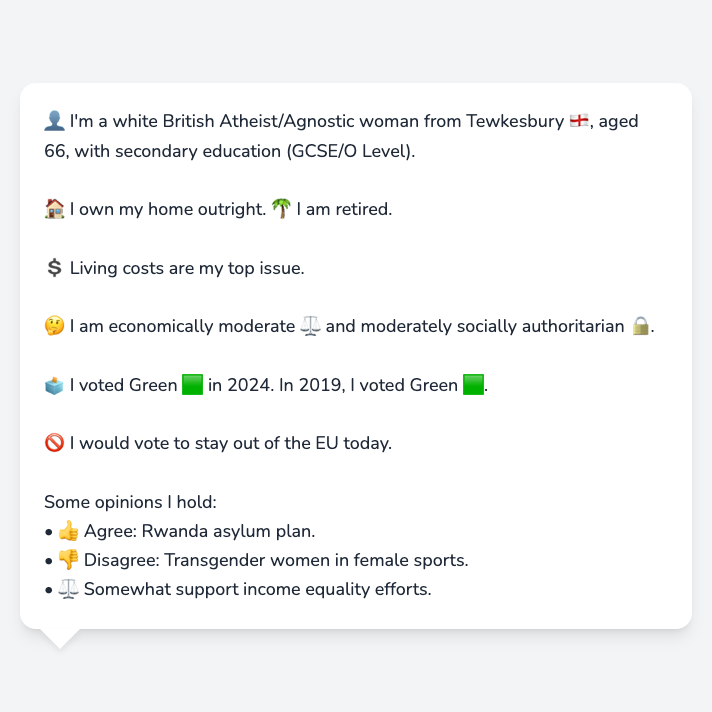 👤 I'm a white British Atheist/Agnostic woman from Tewkesbury 🏴󠁧󠁢󠁥󠁮󠁧󠁿, aged
66, with secondary education (GCSE/O Level).
🏠 I own my home outright. 🌴 I am retired.
💲 Living costs are my top issue.
🤔 I am economically moderate ⚖️ and moderately socially authoritarian 🔒.
🗳️ I voted Green 🟩 in 2024. In 2019, I voted Green 🟩.
🚫 I would vote to stay out of the EU today.
Some opinions I hold:
• 👍 Agree: Rwanda asylum plan.
• 👎 Disagree: Transgender women in female sports.
• ⚖️ Somewhat support income equality efforts.